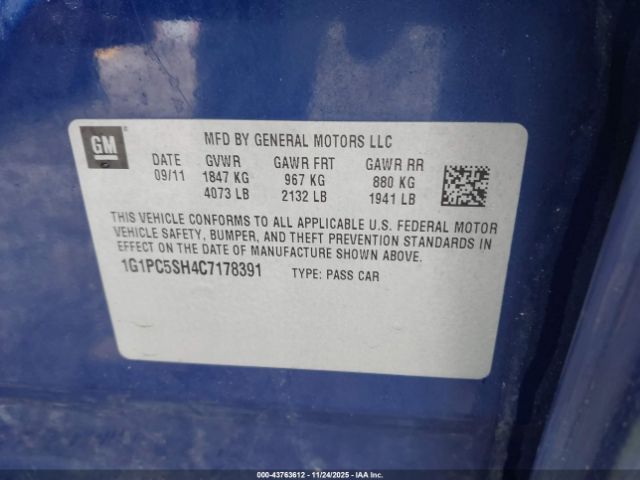 GM
MFD BY GENERAL MOTORS LLC
DATE GVWR GAWR FRT GAWR RR
09/11 1847 KG 967 KG 880 KG
4073 LB 2132 LB 1941 LB
THIS VEHICLE CONFORMS TO ALL APPLICABLE U.S. FEDERAL MOTOR
VEHICLE SAFETY, BUMPER, AND THEFT PREVENTION STANDARDS IN
EFFECT ON THE DATE OF MANUFACTURE SHOWN ABOVE.
1G1PC5SH4C7178391 TYPE: PASS CAR
000-43763612 - 11/24/2025 - IAAI.COM